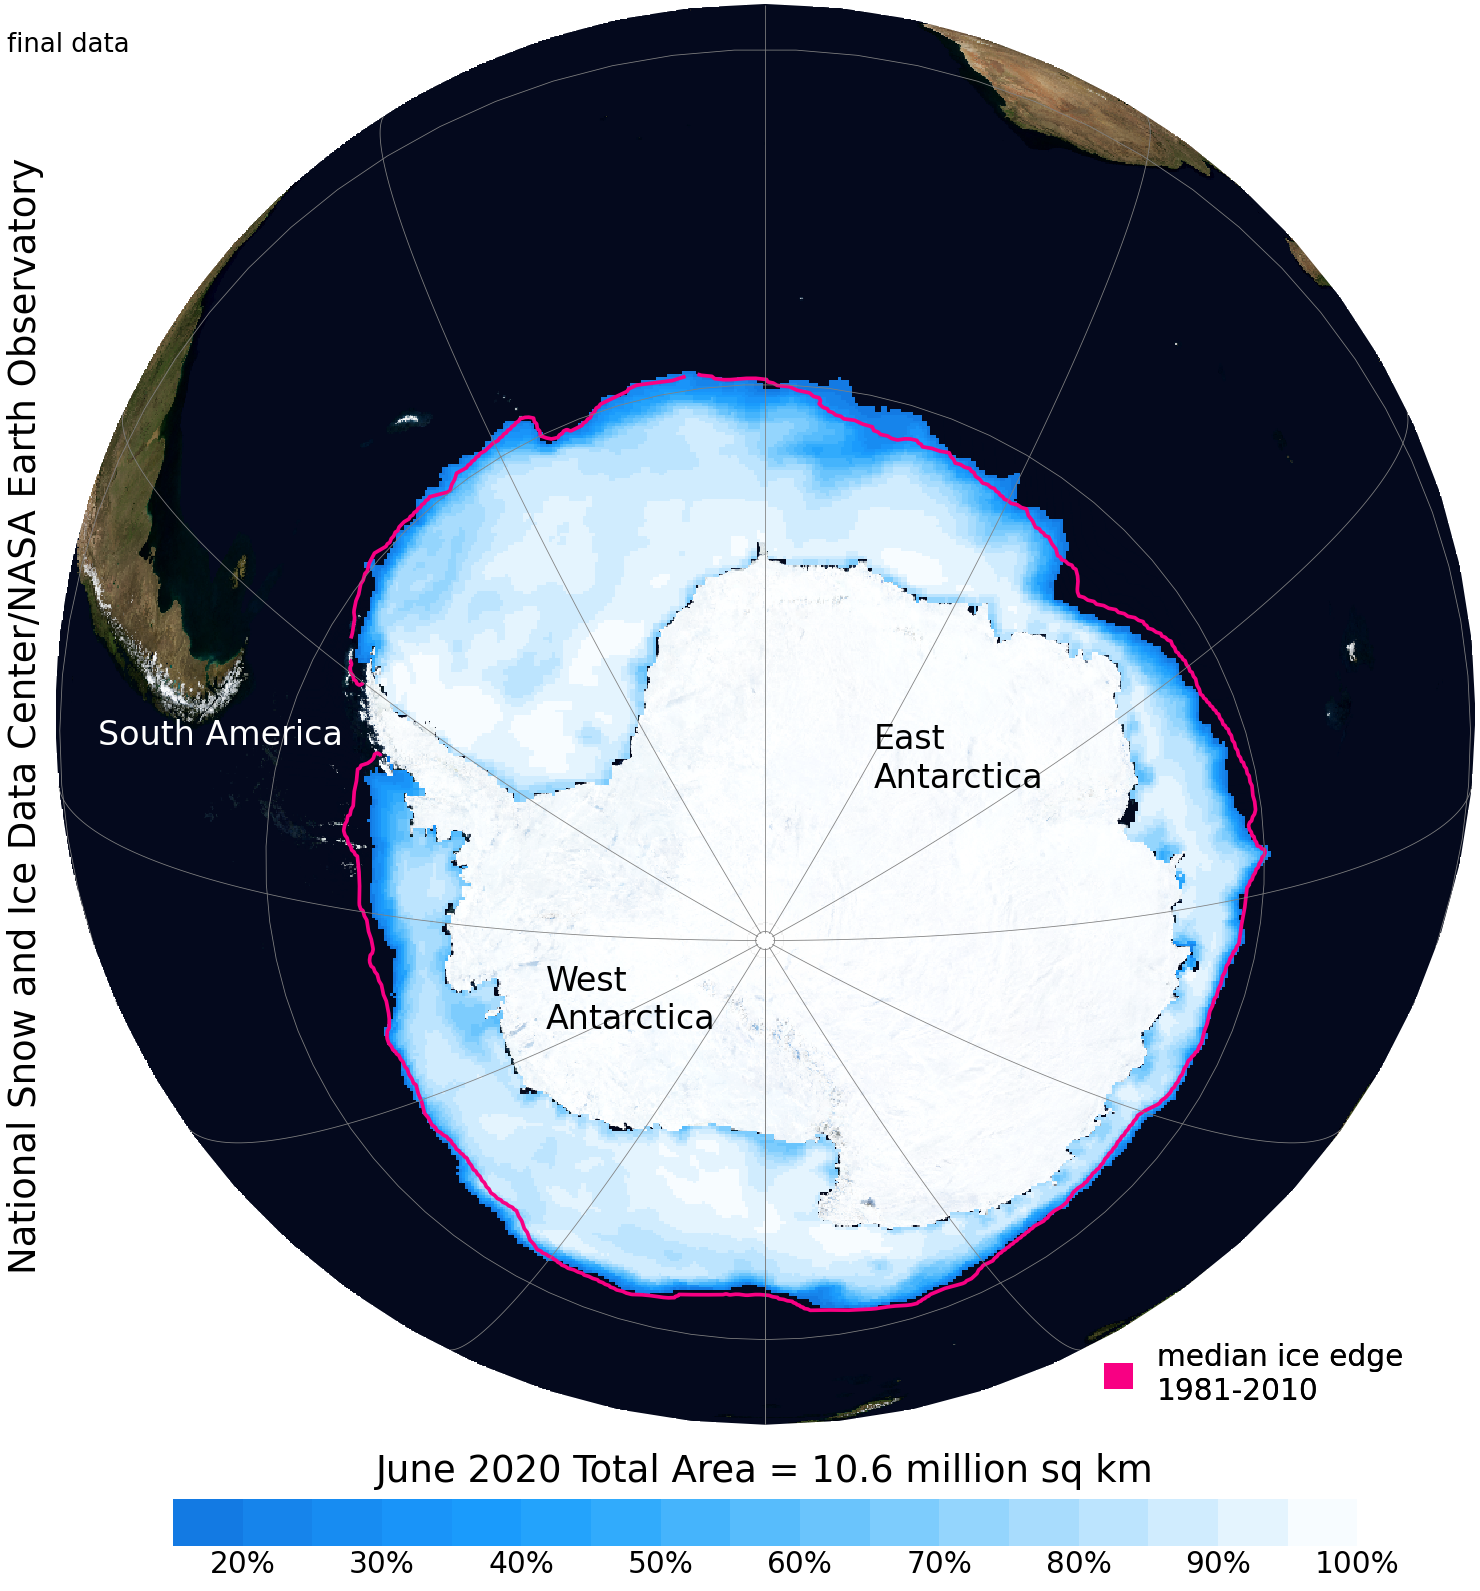 final data
National Snow and Ice Data Center/NASA Earth Observatory
South America
East
Antarctica
West
Antarctica
median ice edge
1981-2010
June 2020 Total Area = 10.6 million sq km
20% 30% 40% 50% 60% 70% 80% 90% 100%